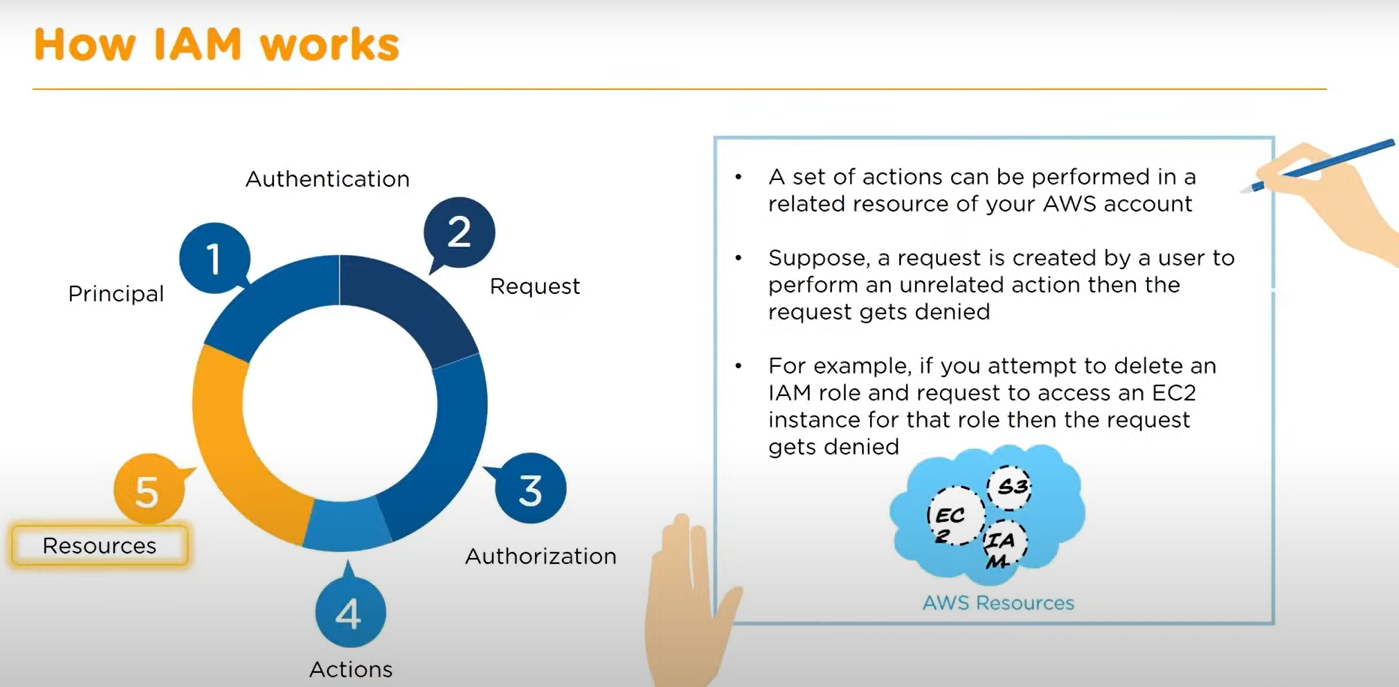 How IAM works
Authentication
1
2
Principal
Request
5
Resources
3
Authorization
4
Actions
• A set of actions can be performed in a
related resource of your AWS account
• Suppose, a request is created by a user to
perform an unrelated action then the
request gets denied
• For example, if you attempt to delete an
IAM role and request to access an EC2
instance for that role then the request
gets denied
S3
EC
2
IA
M
AWS Resources